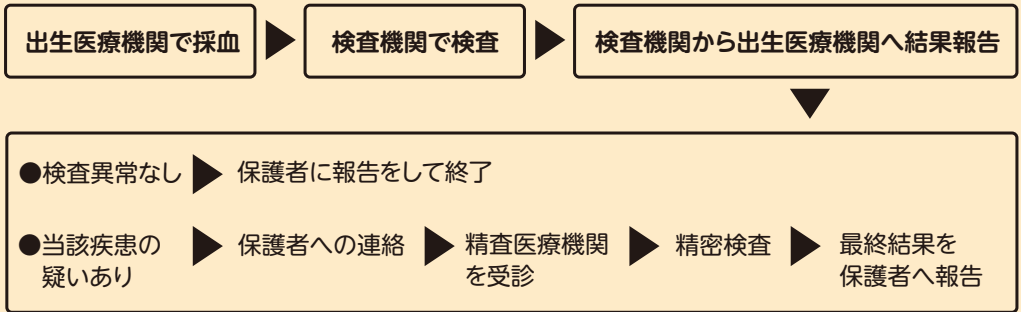 出生医療機関で採血 ▶ 検査機関で検査 ▶ 検査機関から出生医療機関へ結果報告
▼
●検査異常なし ▶ 保護者に報告をして終了
●当該疾患の疑いあり ▶ 保護者への連絡 ▶ 精査医療機関を受診 ▶ 精密検査 ▶ 最終結果を保護者へ報告